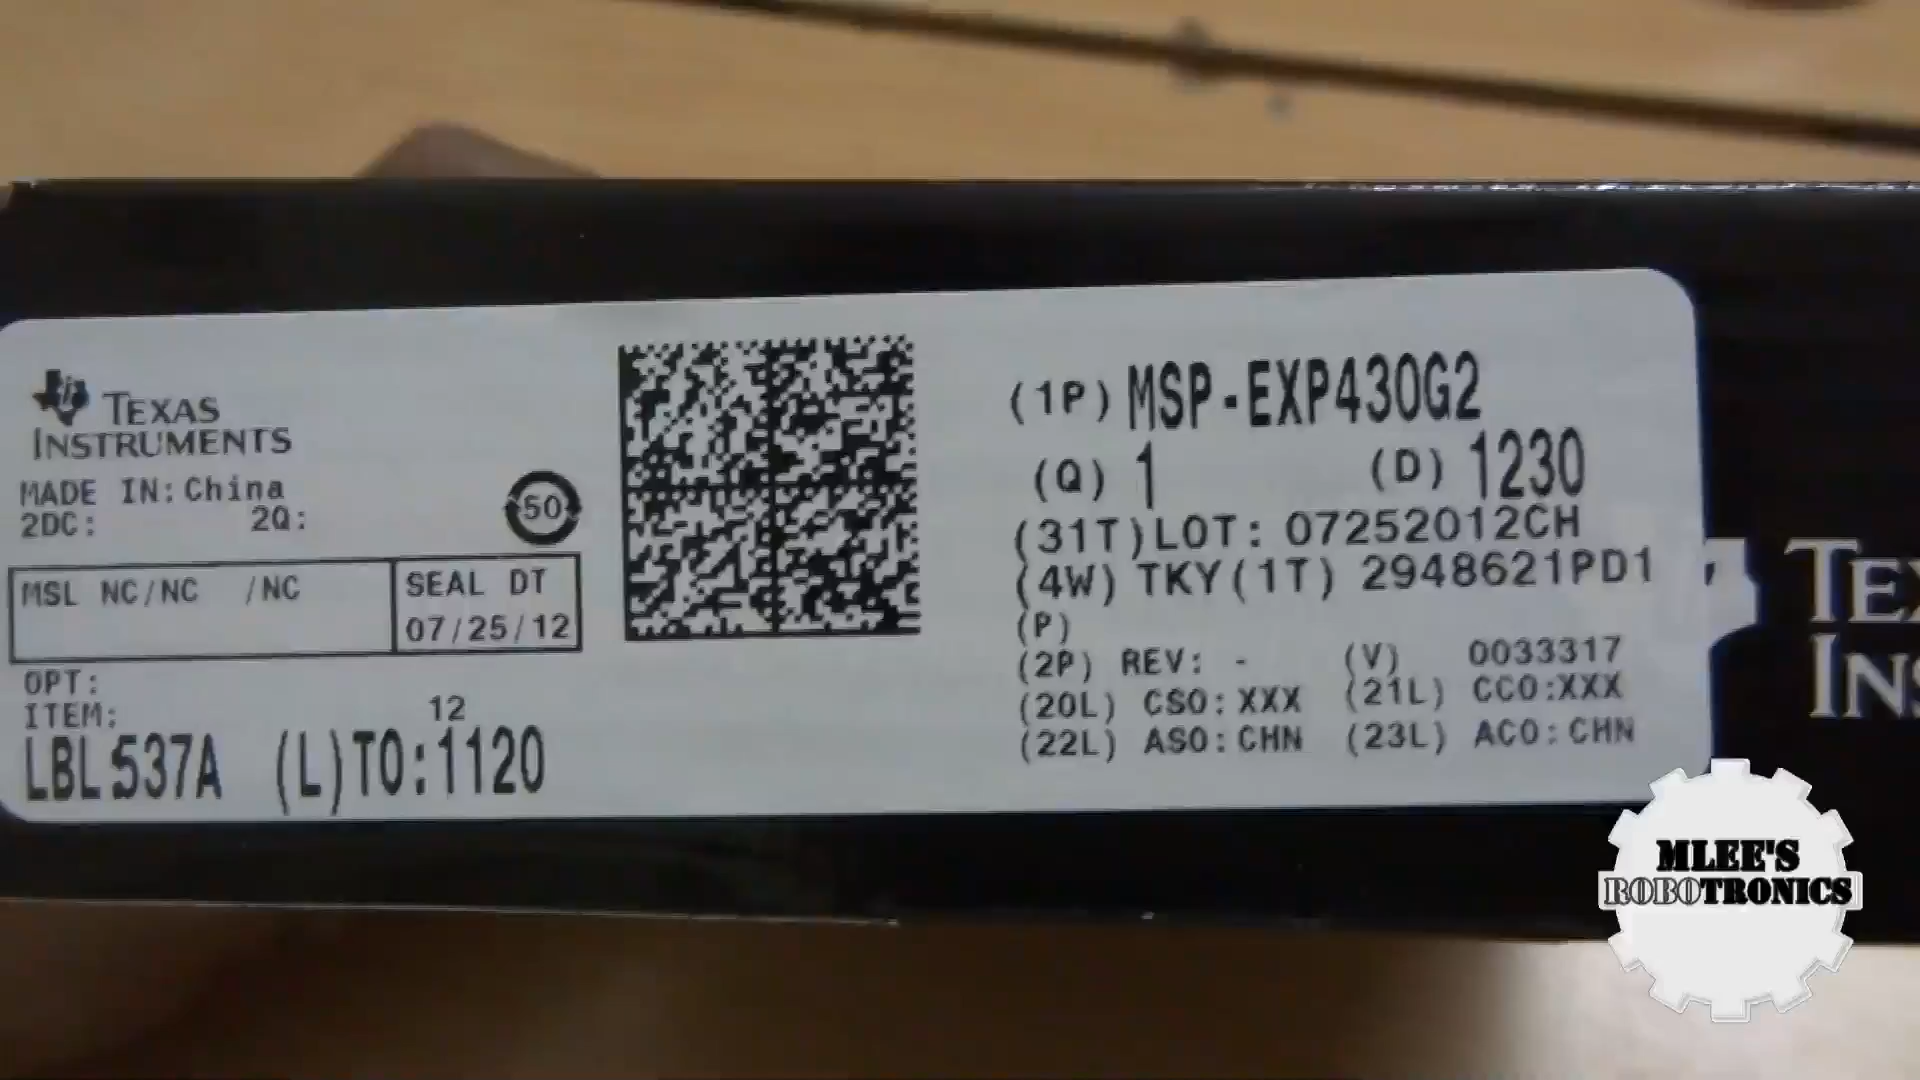 TEXAS
INSTRUMENTS
MADE IN: China
2DC: 2Q:
50
MSL NC/NC /NC
SEAL DT
07/25/12
OPT:
ITEM:
12
LBL537A (L)TO:1120
(1P) MSP-EXP430G2
(Q) 1 (D) 1230
(31T)LOT: 07252012CH
(4W) TKY(1T) 2948621PD1
(P)
(2P) REV: - (V) 0033317
(20L) CSO:XXX (21L) CCO:XXX
(22L) ASO:CHN (23L) ACO:CHN
MLEE'S
ROBOTRONICS